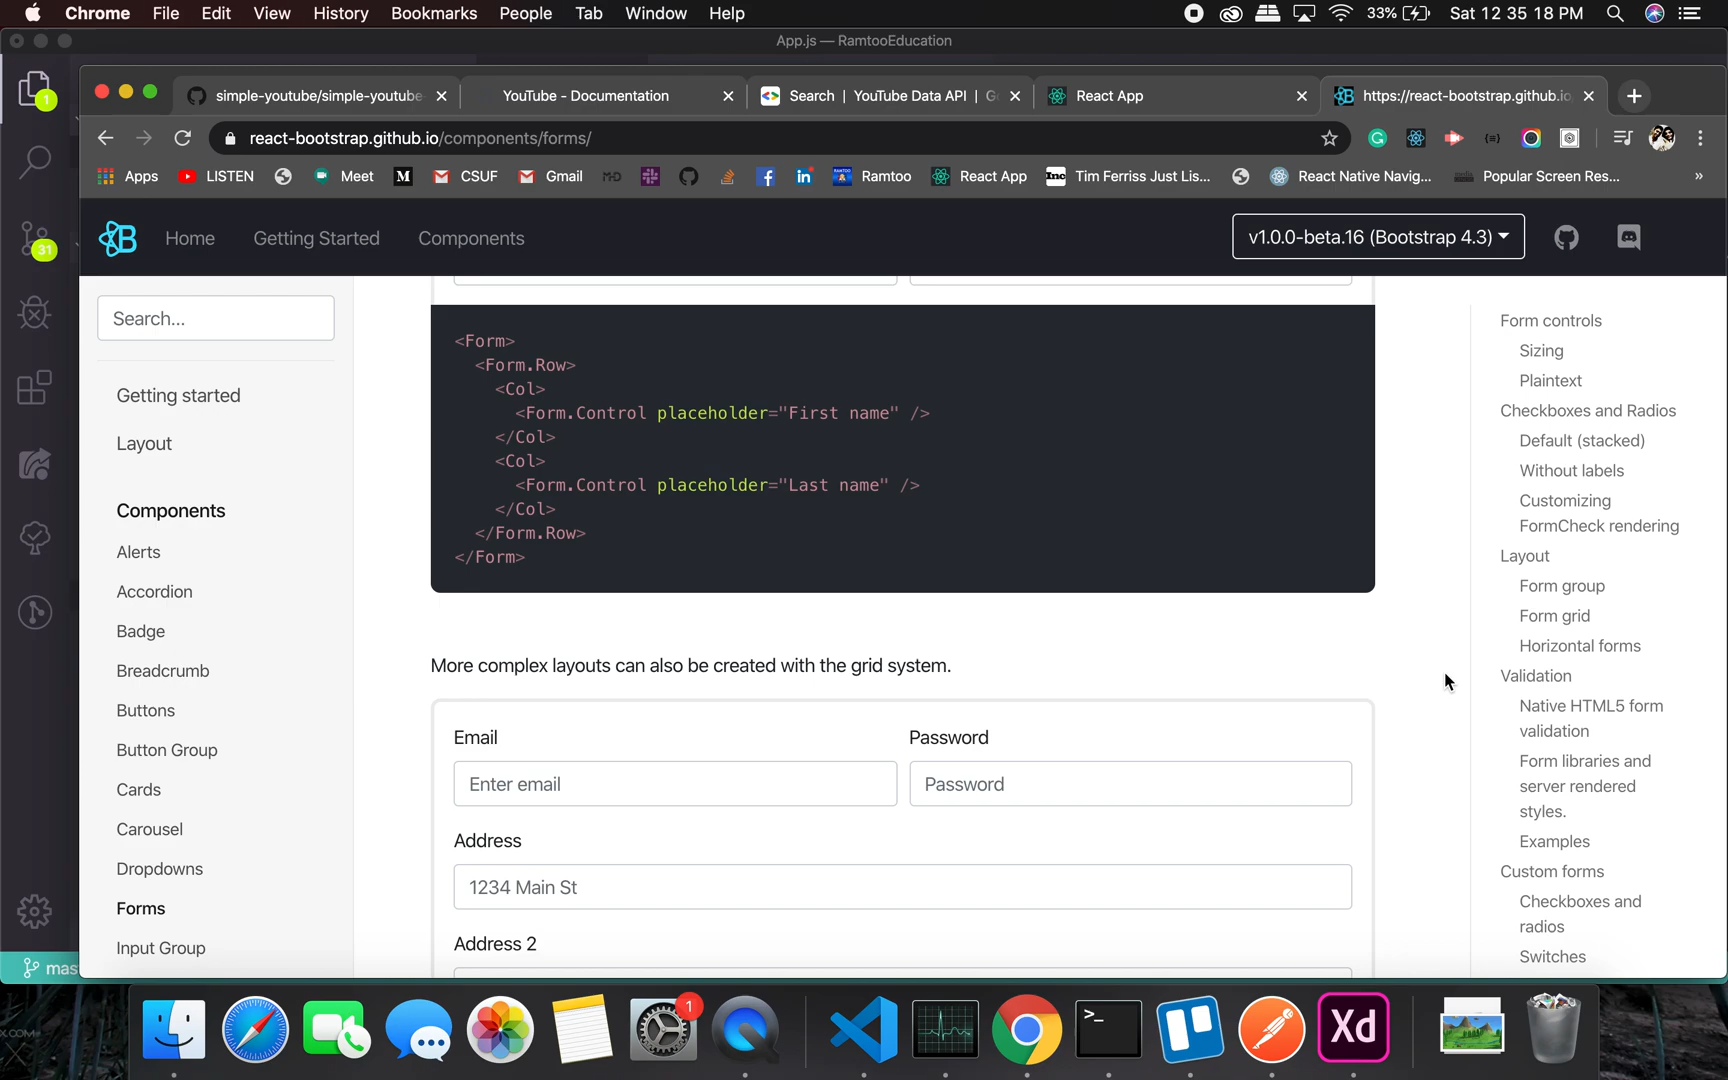 Chrome File Edit View History Bookmarks People Tab Window Help 33% Sat 12 35 18 PM
App.js — RamtooEducation
1
simple-youtube/simple-youtube YouTube - Documentation Search | YouTube Data API | G React App https://react-bootstrap.github.io
react-bootstrap.github.io/components/forms/
Apps LISTEN Meet M CSUF Gmail M-D Ramtoo React App Inc Tim Ferriss Just Lis... React Native Navig... Popular Screen Res... »
31
Home Getting Started Components v1.0.0-beta.16 (Bootstrap 4.3)
Search...
Getting started
Layout
Components
Alerts
Accordion
Badge
Breadcrumb
Buttons
Button Group
Cards
Carousel
Dropdowns
Forms
Input Group
<Form>
<Form.Row>
<Col>
<Form.Control placeholder="First name" />
</Col>
<Col>
<Form.Control placeholder="Last name" />
</Col>
</Form.Row>
</Form>
More complex layouts can also be created with the grid system.
Email Password
Enter email Password
Address
1234 Main St
Address 2
Form controls
Sizing
Plaintext
Checkboxes and Radios
Default (stacked)
Without labels
Customizing
FormCheck rendering
Layout
Form group
Form grid
Horizontal forms
Validation
Native HTML5 form
validation
Form libraries and
server rendered
styles.
Examples
Custom forms
Checkboxes and
radios
Switches
mas
1
>_
Xd